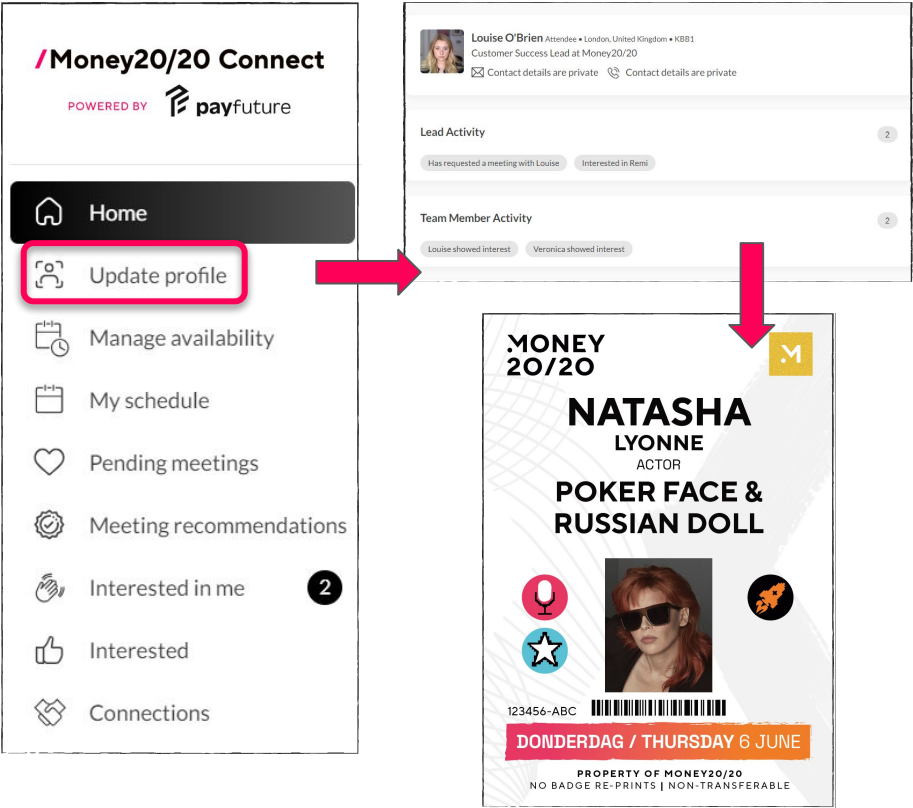 /Money20/20 Connect
POWERED BY payfuture
Home
Update profile
Manage availability
My schedule
Pending meetings
Meeting recommendations
Interested in me 2
Interested
Connections
Louise O'Brien Attendee • London, United Kingdom • KBB1
Customer Success Lead at Money20/20
Contact details are private Contact details are private
Lead Activity 2
Has requested a meeting with Louise Interested in Remi
Team Member Activity 2
Louise showed interest Veronica showed interest
MONEY
20/20
M
NATASHA
LYONNE
ACTOR
POKER FACE &
RUSSIAN DOLL
123456-ABC
DONDERDAG / THURSDAY 6 JUNE
PROPERTY OF MONEY20/20
NO BADGE RE-PRINTS | NON-TRANSFERABLE